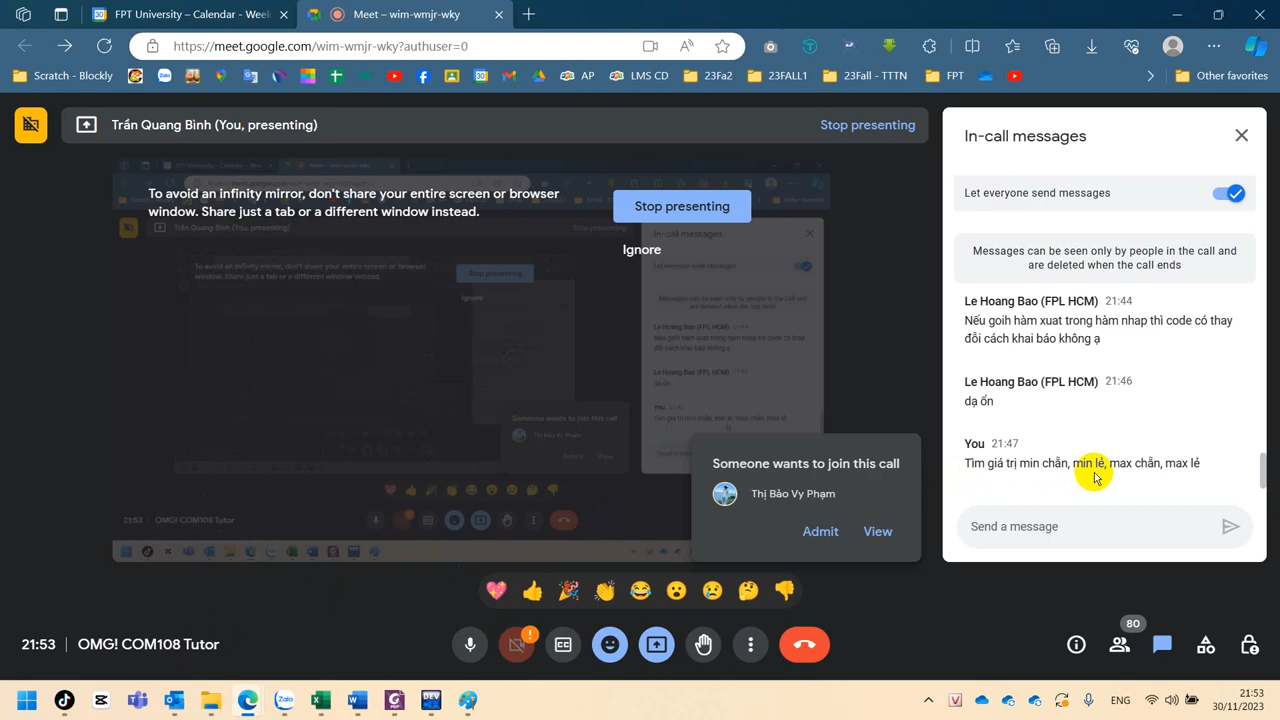 FPT University – Calendar - Week
Meet – wim-wmjr-wky
https://meet.google.com/wim-wmjr-wky?authuser=0
Scratch - Blockly
AP
LMS CD
23Fa2
23FALL1
23Fall - TTTN
FPT
Other favorites
Trần Quang Bình (You, presenting)
Stop presenting
To avoid an infinity mirror, don't share your entire screen or browser
window. Share just a tab or a different window instead.
Stop presenting
Ignore
In-call messages
Let everyone send messages
Messages can be seen only by people in the call and
are deleted when the call ends
Le Hoang Bao (FPL HCM) 21:44
Nếu goih hàm xuat trong hàm nhap thì code có thay
đổi cách khai báo không ạ
Le Hoang Bao (FPL HCM) 21:46
dạ ổn
You 21:47
Tìm giá trị min chẵn, min lẻ, max chẵn, max lẻ
Send a message
Someone wants to join this call
Thị Bảo Vy Phạm
Admit View
21:53 | OMG! COM108 Tutor
80
ENG
21:53
30/11/2023